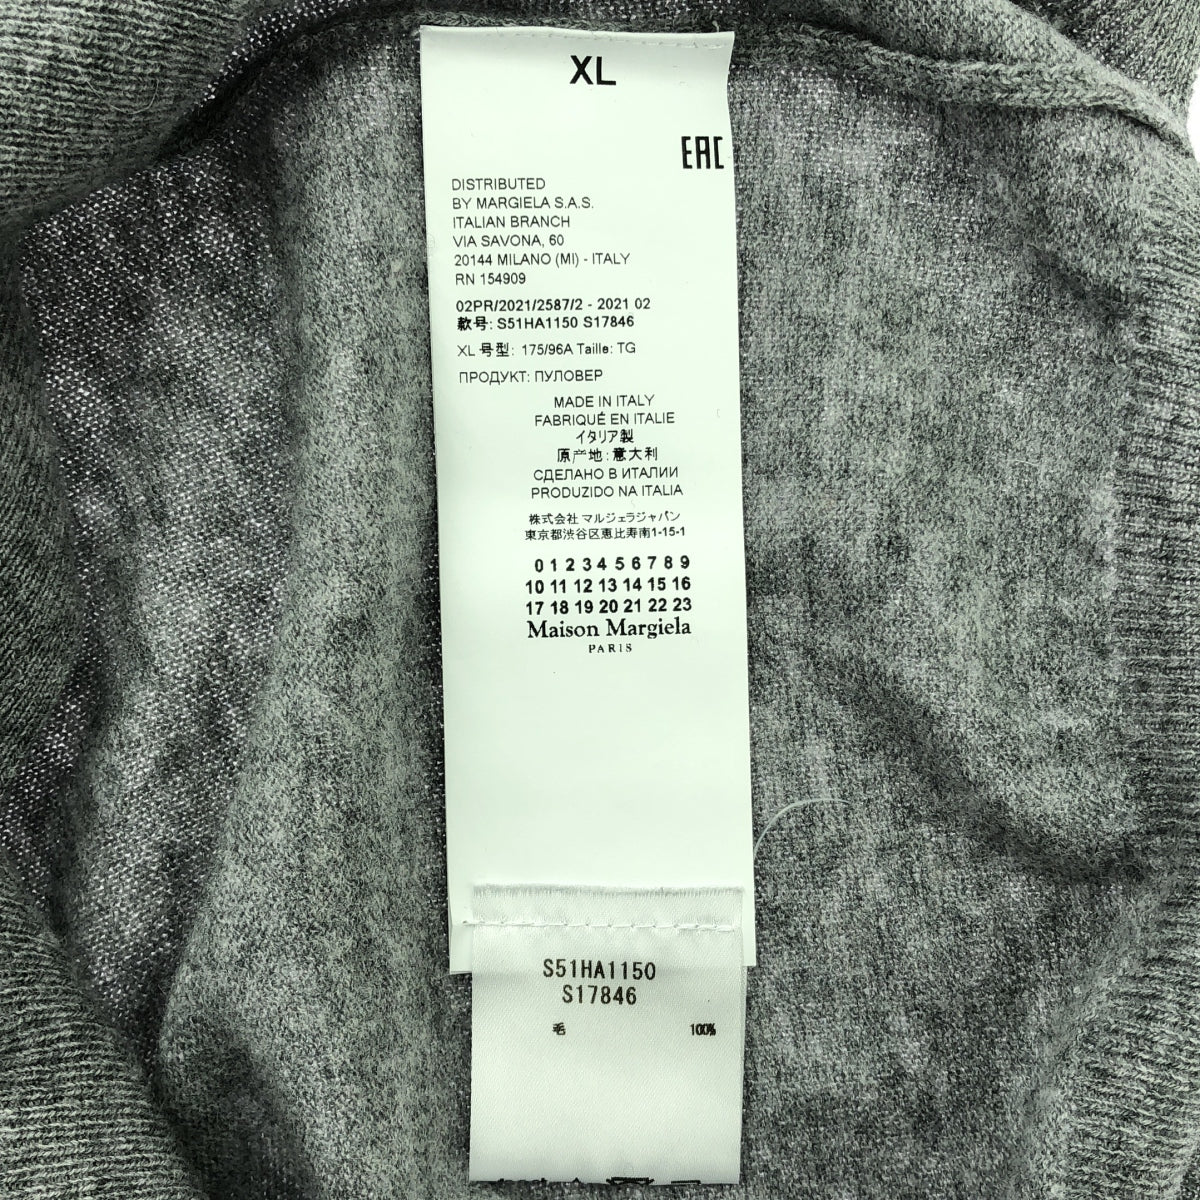 XL
EAC
DISTRIBUTED
BY MARGIELA S.A.S.
ITALIAN BRANCH
VIA SAVONA, 60
20144 MILANO (MI) - ITALY
RN 154909
02PR/2021/2587/2 - 2021 02
款号: S51HA1150 S17846
XL 号型: 175/96A Taille: TG
ПРОДУКТ: ПУЛОВЕР
MADE IN ITALY
FABRIQUÉ EN ITALIE
イタリア製
原产地:意大利
СДЕЛАНО В ИТАЛИИ
PRODUZIDO NA ITALIA
株式会社 マルジェラジャパン
東京都渋谷区恵比寿南1-15-1
0 1 2 3 4 5 6 7 8 9
10 11 12 13 14 15 16
17 18 19 20 21 22 23
Maison Margiela
PARIS
S51HA1150
S17846
毛 100%